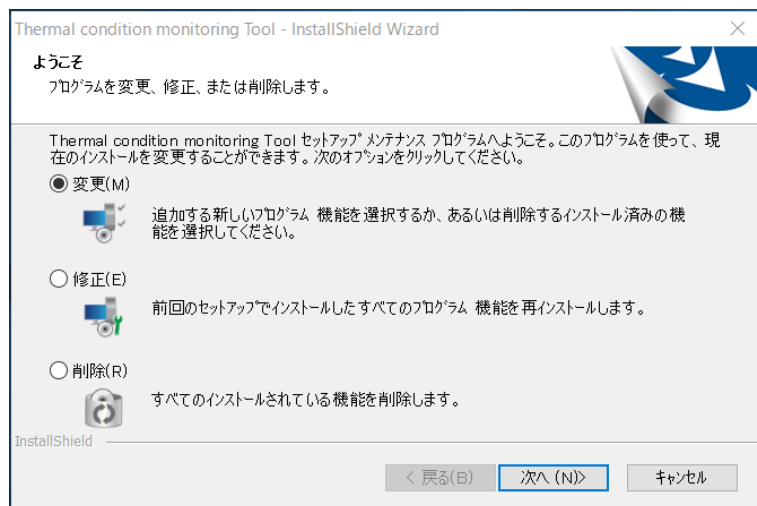 Thermal condition monitoring Tool - InstallShield Wizard
ようこそ
プログラムを変更、修正、または削除します。
Thermal condition monitoring Tool セットアップ メンテナンス プログラムへようこそ。このプログラムを使って、現
在のインストールを変更することができます。次のオプションをクリックしてください。
変更(M)
追加する新しいプログラム 機能を選択するか、あるいは削除するインストール済みの機
能を選択してください。
修正(E)
前回のセットアップでインストールしたすべてのプログラム 機能を再インストールします。
削除(R)
すべてのインストールされている機能を削除します。
InstallShield
< 戻る(B) 次へ (N)> キャンセル